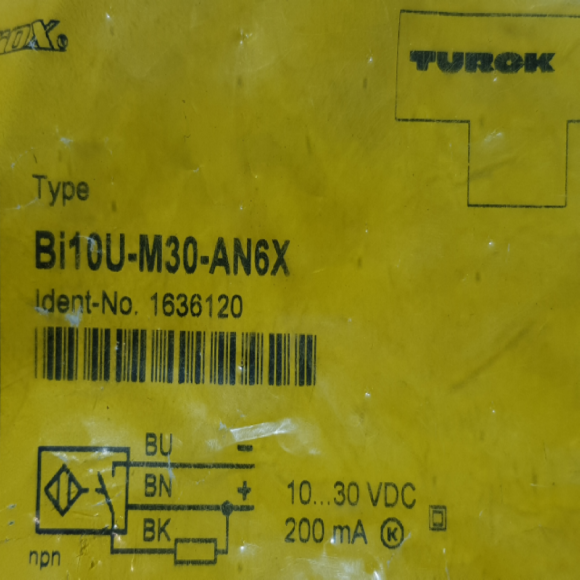 TURCK
Type
Bi10U-M30-AN6X
Ident-No. 1636120
BU -
BN +
BK
10...30 VDC
200 mA K
npn